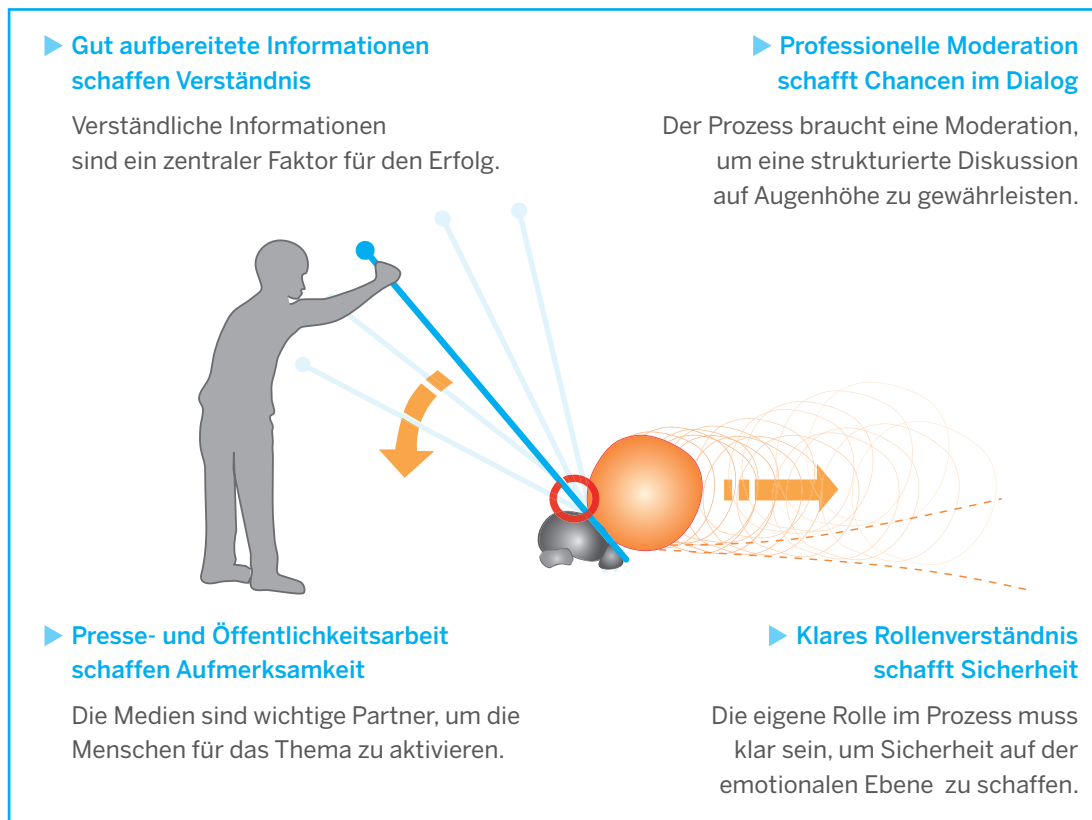 Gut aufbereitete Informationen
schaffen Verständnis
Verständliche Informationen
sind ein zentraler Faktor für den Erfolg.
Professionelle Moderation
schafft Chancen im Dialog
Der Prozess braucht eine Moderation,
um eine strukturierte Diskussion
auf Augenhöhe zu gewährleisten.
Presse- und Öffentlichkeitsarbeit
schaffen Aufmerksamkeit
Die Medien sind wichtige Partner, um die
Menschen für das Thema zu aktivieren.
Klares Rollenverständnis
schafft Sicherheit
Die eigene Rolle im Prozess muss
klar sein, um Sicherheit auf der
emotionalen Ebene zu schaffen.